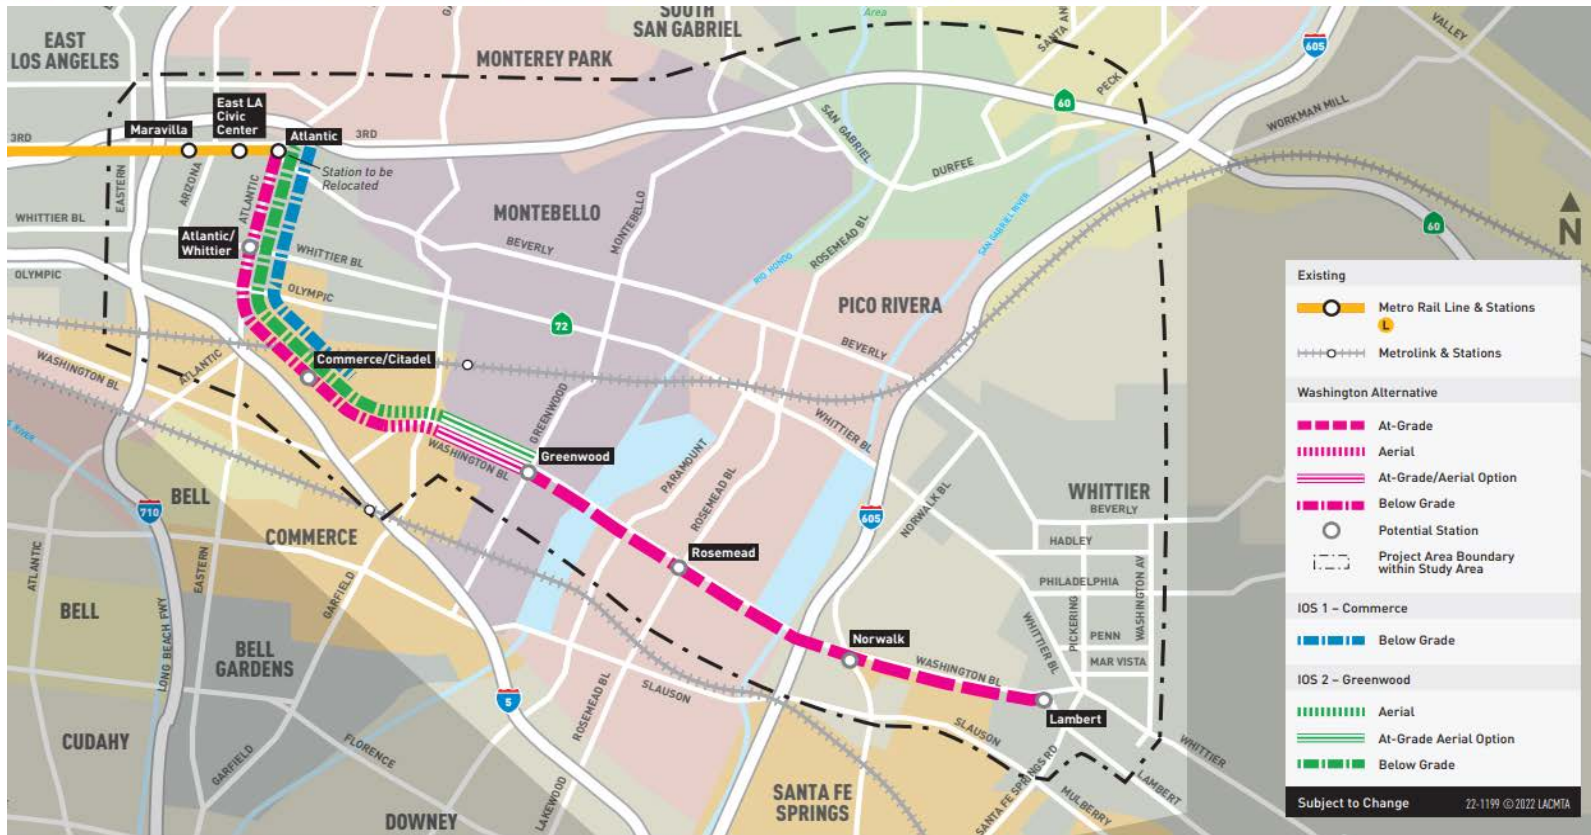 EAST
LOS ANGELES
MONTEREY PARK
SOUTH
SAN GABRIEL
Area
SANTA AN
PECK
605
VALLEY
WORKMAN MILL
60
3RD
Maravilla
East LA
Civic
Center
Atlantic
3RD
Station to be
Relocated
EASTERN
ARIZONA
ATLANTIC
WHITTIER BL
Atlantic/
Whittier
WHITTIER BL
OLYMPIC
OLYMPIC
MONTEBELLO
BEVERLY
MONTEBELLO
SAN GABRIEL
DURFEE
ROSEMEAD BL
RIO HONDO
SAN GABRIEL RIVER
PICO RIVERA
BEVERLY
60
N
72
Commerce/Citadel
WASHINGTON BL
ATLANTIC
GREENWOOD
WASHINGTON BL
Greenwood
WHITTIER BL
PARAMOUNT
ROSEMEAD BL
Rosemead
605
NORWALK BL
WHITTIER
BEVERLY
HADLEY
PHILADELPHIA
PICKERING
WASHINGTON AV
PENN
MAR VISTA
WHITTIER BL
Norwalk
WASHINGTON BL
Lambert
RIVER
BELL
710
COMMERCE
ATLANTIC
EASTERN
GARFIELD
BELL
LONG BEACH FWY
BELL
GARDENS
5
SLAUSON
ROSEMEAD BL
CUDAHY
GARFIELD
FLORENCE
DOWNEY
LAKEWOOD
SANTA FE
SPRINGS
SLAUSON
SANTA FE SPRINGS RD
MULBERRY
LAMBERT
WHITTIER
Existing
Metro Rail Line & Stations
L
Metrolink & Stations
Washington Alternative
At-Grade
Aerial
At-Grade/Aerial Option
Below Grade
Potential Station
Project Area Boundary
within Study Area
IOS 1 – Commerce
Below Grade
IOS 2 – Greenwood
Aerial
At-Grade Aerial Option
Below Grade
Subject to Change
22-1199 ©2022 LACMTA